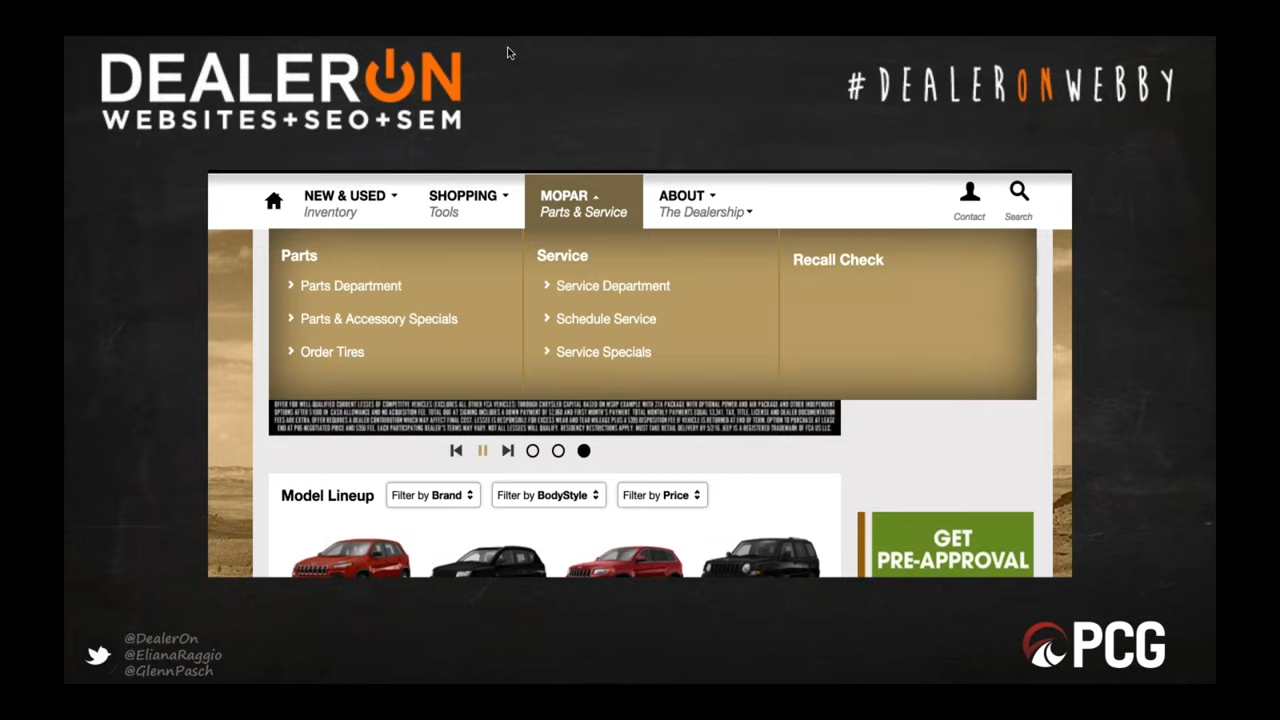 DEALERON
WEBSITES+SEO+SEM
#DEALERONWEBBY
NEW & USED
Inventory
SHOPPING
Tools
MOPAR
Parts & Service
ABOUT
The Dealership
Contact
Search
Parts
Parts Department
Parts & Accessory Specials
Order Tires
Service
Service Department
Schedule Service
Service Specials
Recall Check
Model Lineup
Filter by Brand
Filter by BodyStyle
Filter by Price
GET
PRE-APPROVAL
@DealerOn
@ElianaRaggio
@GlennPasch
PCG